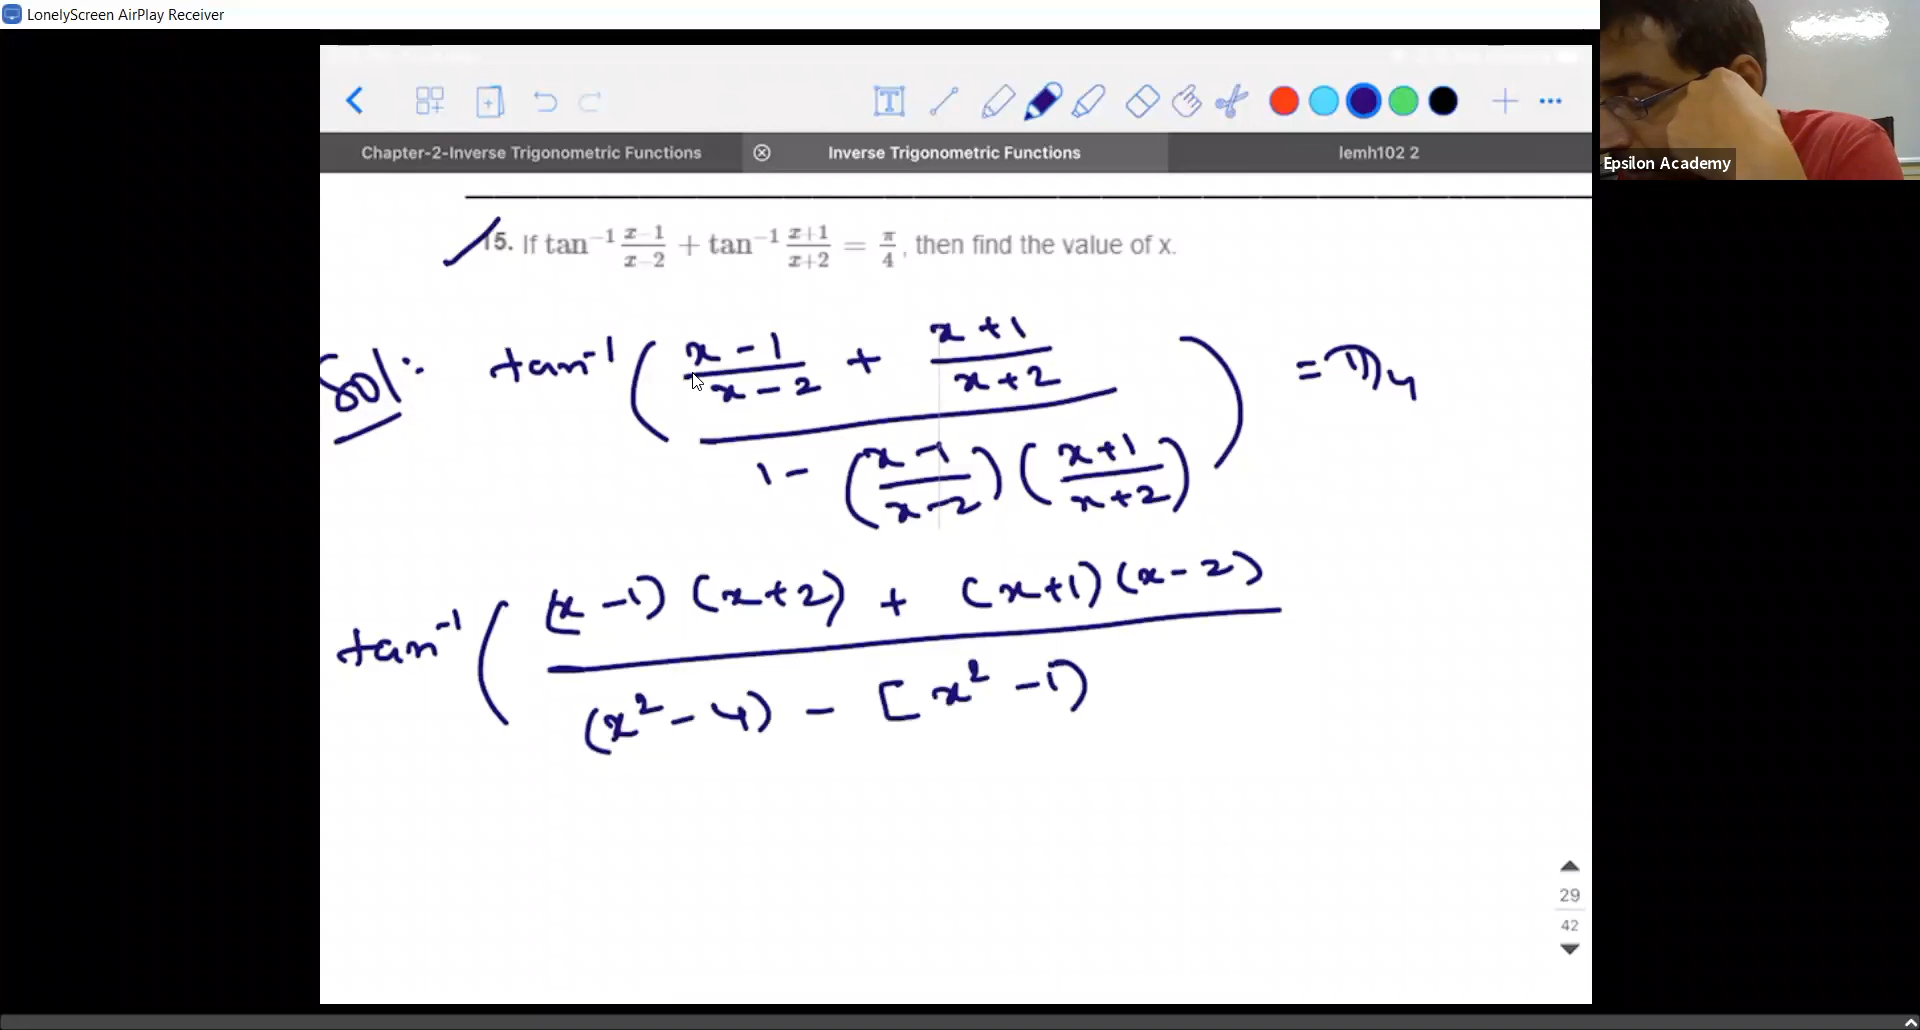 LonelyScreen AirPlay Receiver
Epsilon Academy
Chapter-2-Inverse Trigonometric Functions
Inverse Trigonometric Functions
lemh102 2
15. If tan⁻¹ (x−1)/(x−2) + tan⁻¹ (x+1)/(x+2) = π/4, then find the value of x.
Sol: tan⁻¹ ( ( (x−1)/(x−2) + (x+1)/(x+2) ) / ( 1 − ((x−1)/(x−2)) ((x+1)/(x+2)) ) ) = π/4
tan⁻¹ ( ( (x−1)(x+2) + (x+1)(x−2) ) / ( (x²−4) − [x²−1) )
29
42